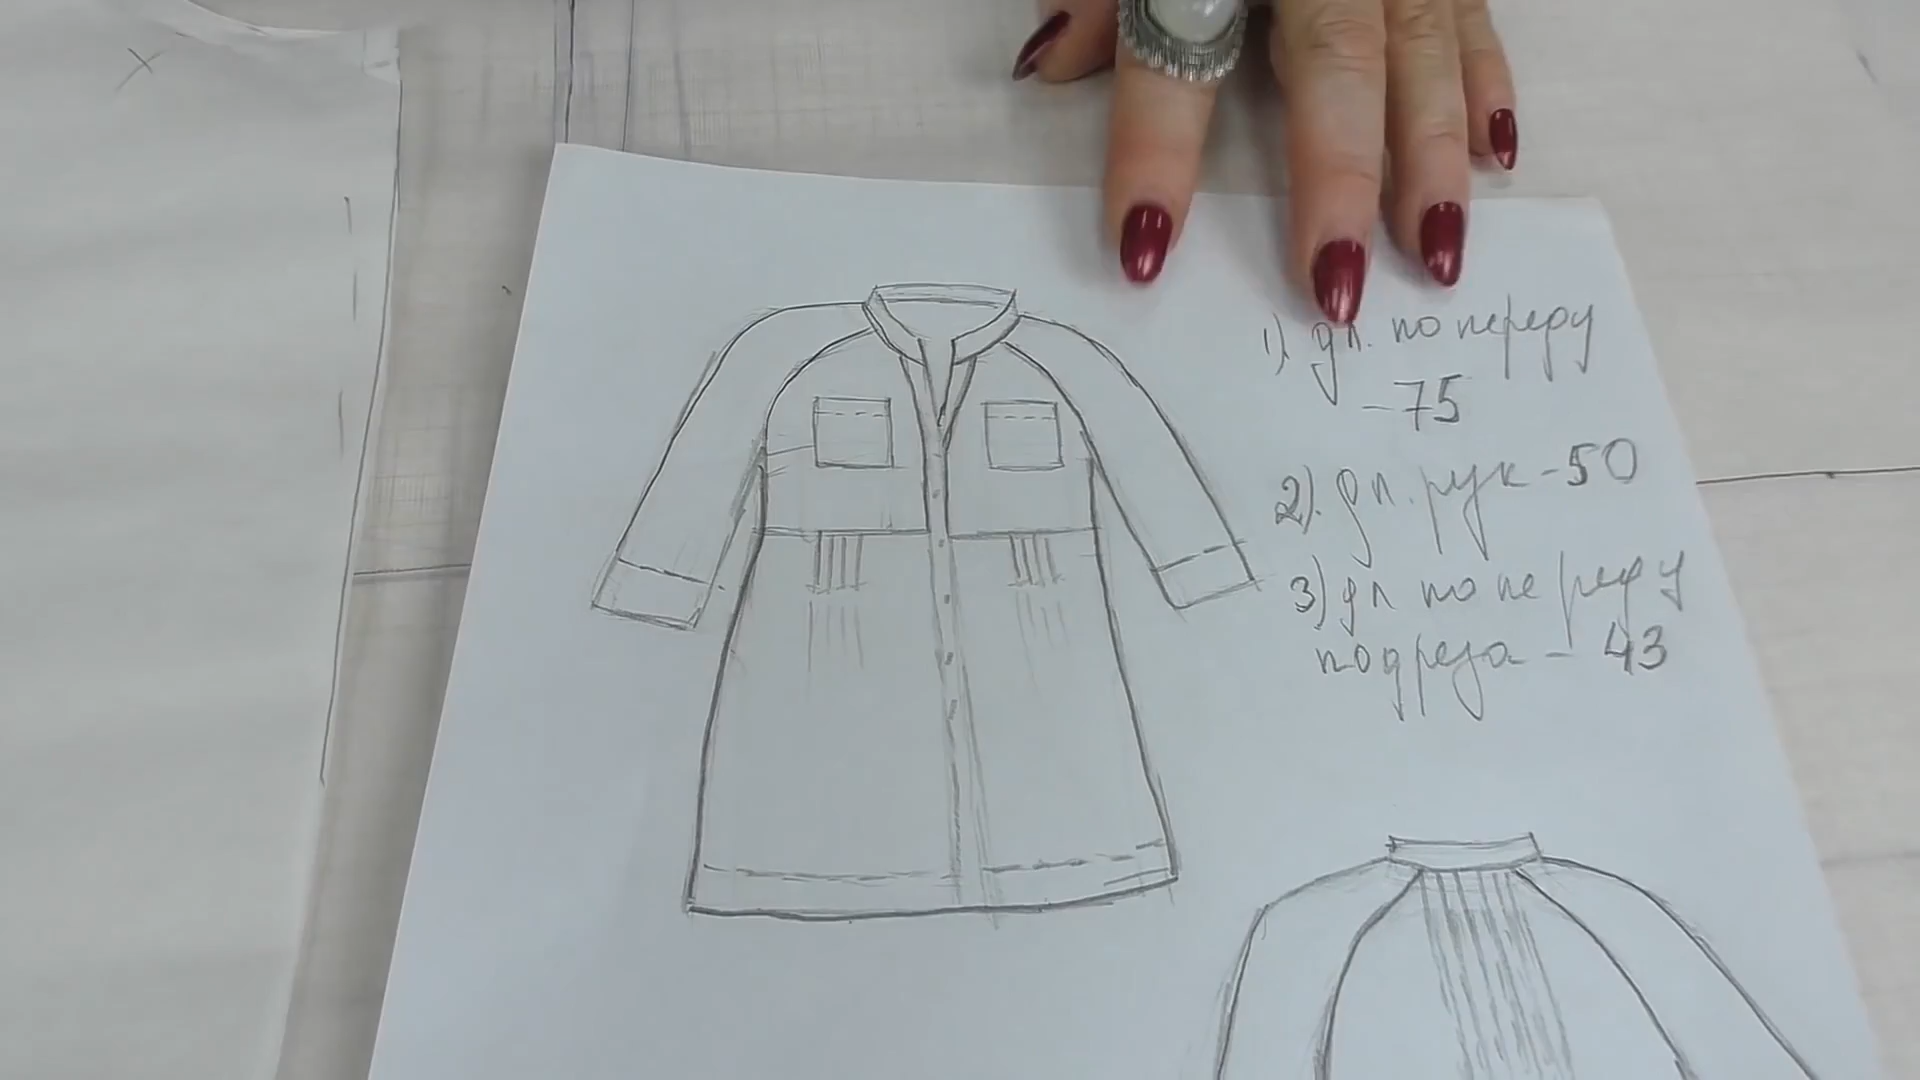 1). дл. по переду
– 75
2). дл. рук – 50
3) дл по переду
подреза – 43